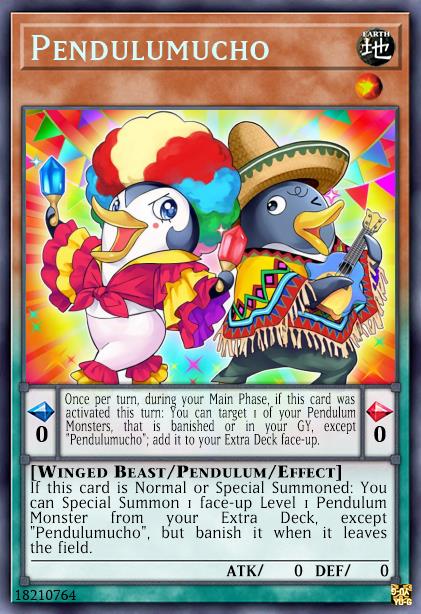 PENDULUMUCHO
EARTH
地
Once per turn, during your Main Phase, if this card was
activated this turn: You can target 1 of your Pendulum
Monsters, that is banished or in your GY, except
"Pendulumucho"; add it to your Extra Deck face-up.
0
0
[WINGED BEAST/PENDULUM/EFFECT]
If this card is Normal or Special Summoned: You
can Special Summon 1 face-up Level 1 Pendulum
Monster from your Extra Deck, except
"Pendulumucho", but banish it when it leaves
the field.
ATK/ 0 DEF/ 0
18210764